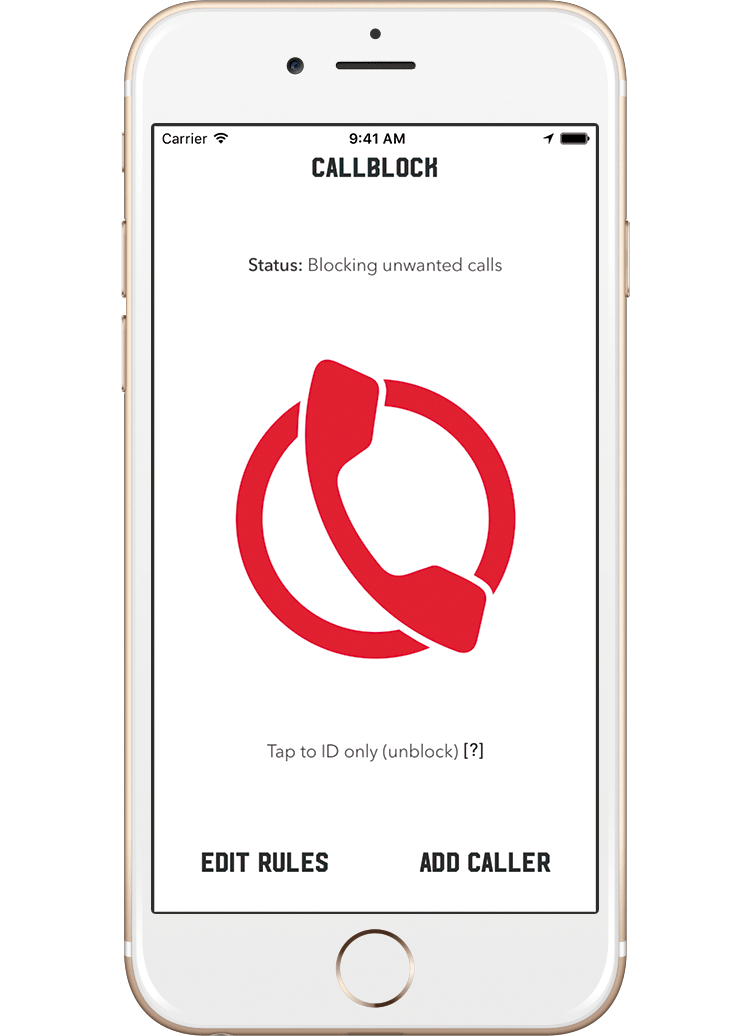 Carrier 9:41 AM
CALLBLOCK
Status: Blocking unwanted calls
Tap to ID only (unblock) [?]
EDIT RULES ADD CALLER